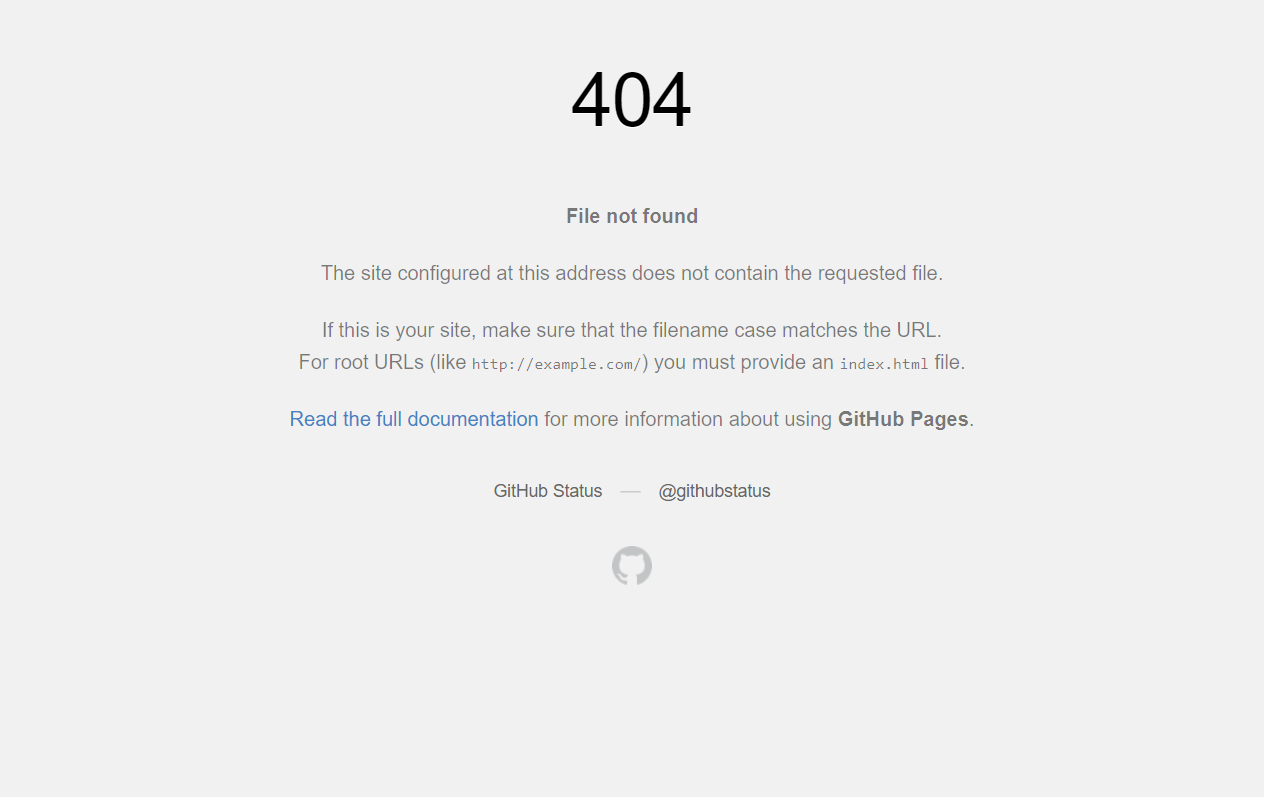 404
File not found
The site configured at this address does not contain the requested file.
If this is your site, make sure that the filename case matches the URL.
For root URLs (like http://example.com/) you must provide an index.html file.
Read the full documentation for more information about using GitHub Pages.
GitHub Status — @githubstatus